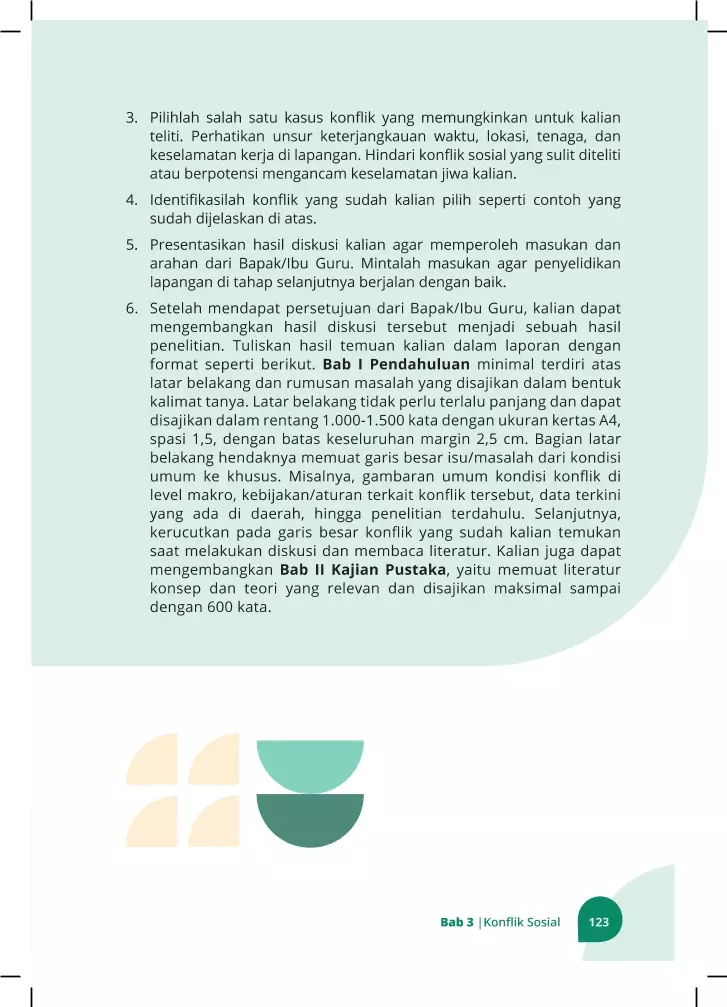 3. Pilihlah salah satu kasus konflik yang memungkinkan untuk kalian
teliti. Perhatikan unsur keterjangkauan waktu, lokasi, tenaga, dan
keselamatan kerja di lapangan. Hindari konflik sosial yang sulit diteliti
atau berpotensi mengancam keselamatan jiwa kalian.
4. Identifikasilah konflik yang sudah kalian pilih seperti contoh yang
sudah dijelaskan di atas.
5. Presentasikan hasil diskusi kalian agar memperoleh masukan dan
arahan dari Bapak/Ibu Guru. Mintalah masukan agar penyelidikan
lapangan di tahap selanjutnya berjalan dengan baik.
6. Setelah mendapat persetujuan dari Bapak/Ibu Guru, kalian dapat
mengembangkan hasil diskusi tersebut menjadi sebuah hasil
penelitian. Tuliskan hasil temuan kalian dalam laporan dengan
format seperti berikut. Bab I Pendahuluan minimal terdiri atas
latar belakang dan rumusan masalah yang disajikan dalam bentuk
kalimat tanya. Latar belakang tidak perlu terlalu panjang dan dapat
disajikan dalam rentang 1.000-1.500 kata dengan ukuran kertas A4,
spasi 1,5, dengan batas keseluruhan margin 2,5 cm. Bagian latar
belakang hendaknya memuat garis besar isu/masalah dari kondisi
umum ke khusus. Misalnya, gambaran umum kondisi konflik di
level makro, kebijakan/aturan terkait konflik tersebut, data terkini
yang ada di daerah, hingga penelitian terdahulu. Selanjutnya,
kerucutkan pada garis besar konflik yang sudah kalian temukan
saat melakukan diskusi dan membaca literatur. Kalian juga dapat
mengembangkan Bab II Kajian Pustaka, yaitu memuat literatur
konsep dan teori yang relevan dan disajikan maksimal sampai
dengan 600 kata.
Bab 3 |Konflik Sosial 123